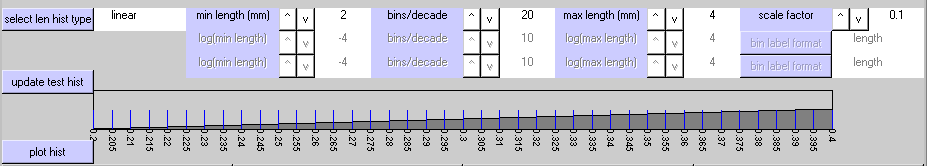 select len hist type linear min length (mm) ^ v 2 bins/decade ^ v 20 max length (mm) ^ v 4 scale factor ^ v 0.1
log(min length) ^ v -4 bins/decade ^ v 10 log(max length) ^ v 4 bin label format length
log(min length) ^ v -4 bins/decade ^ v 10 log(max length) ^ v 4 bin label format length
update test hist
0.2 0.205 0.21 0.215 0.22 0.225 0.23 0.235 0.24 0.245 0.25 0.255 0.26 0.265 0.27 0.275 0.28 0.285 0.29 0.295 0.3 0.305 0.31 0.315 0.32 0.325 0.33 0.335 0.34 0.345 0.35 0.355 0.36 0.365 0.37 0.375 0.38 0.385 0.39 0.395 0.4
plot hist